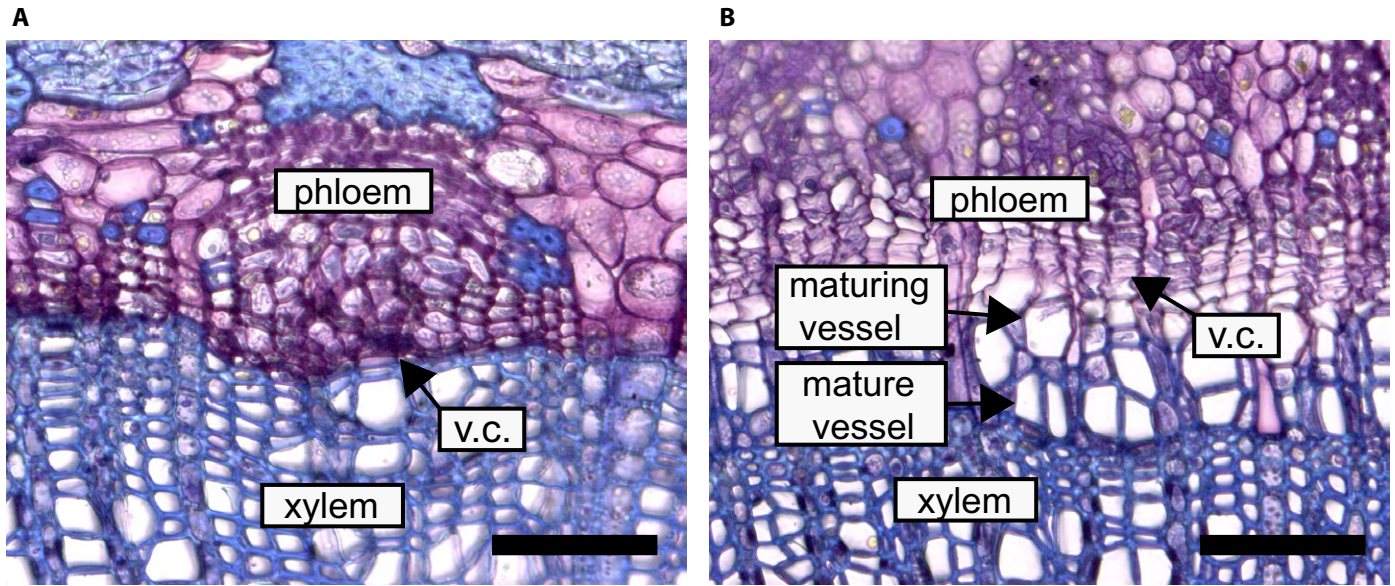 A
phloem
v.c.
xylem
B
phloem
maturing
vessel
v.c.
mature
vessel
xylem